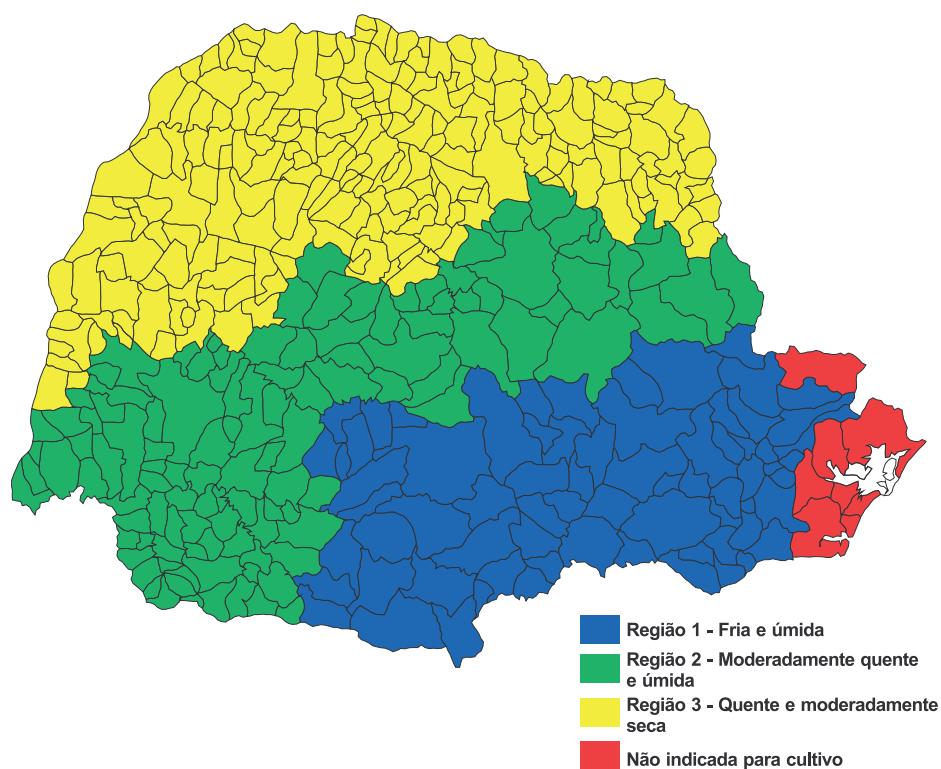 Região 1 - Fria e úmida
Região 2 - Moderadamente quente
e úmida
Região 3 - Quente e moderadamente
seca
Não indicada para cultivo